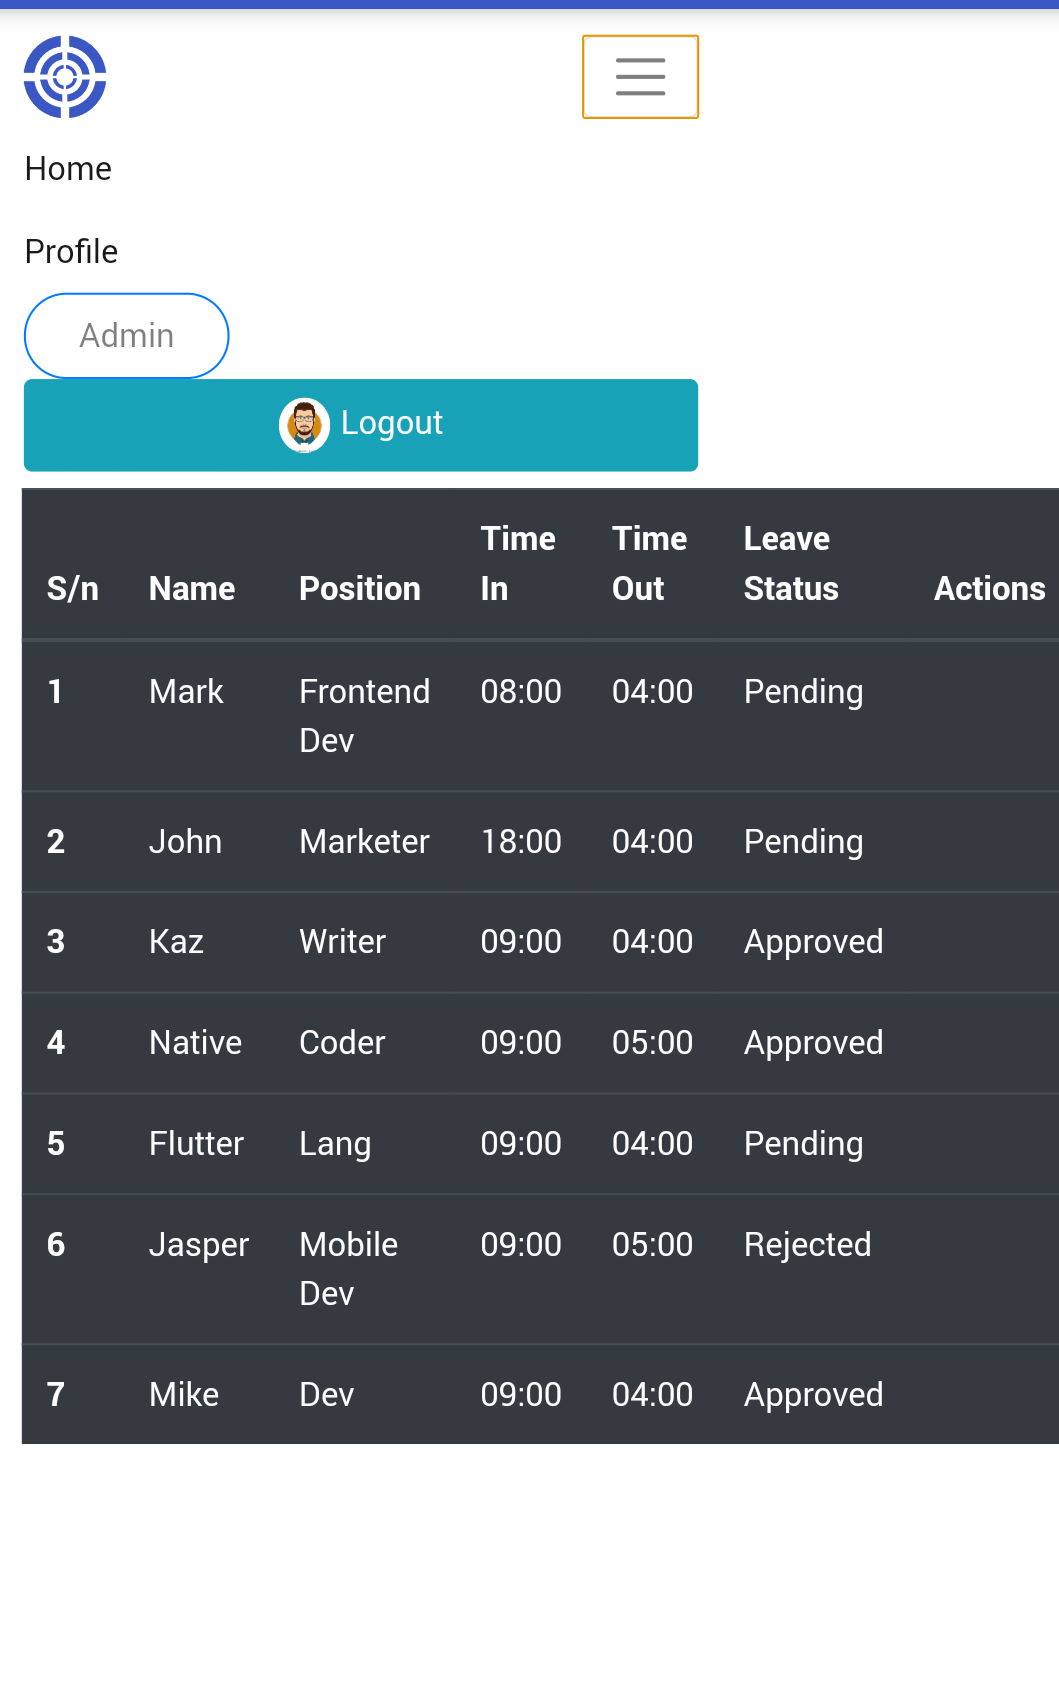 Home
Profile
Admin
Logout
S/n Name Position Time In Time Out Leave Status Actions
1 Mark Frontend Dev 08:00 04:00 Pending
2 John Marketer 18:00 04:00 Pending
3 Kaz Writer 09:00 04:00 Approved
4 Native Coder 09:00 05:00 Approved
5 Flutter Lang 09:00 04:00 Pending
6 Jasper Mobile Dev 09:00 05:00 Rejected
7 Mike Dev 09:00 04:00 Approved